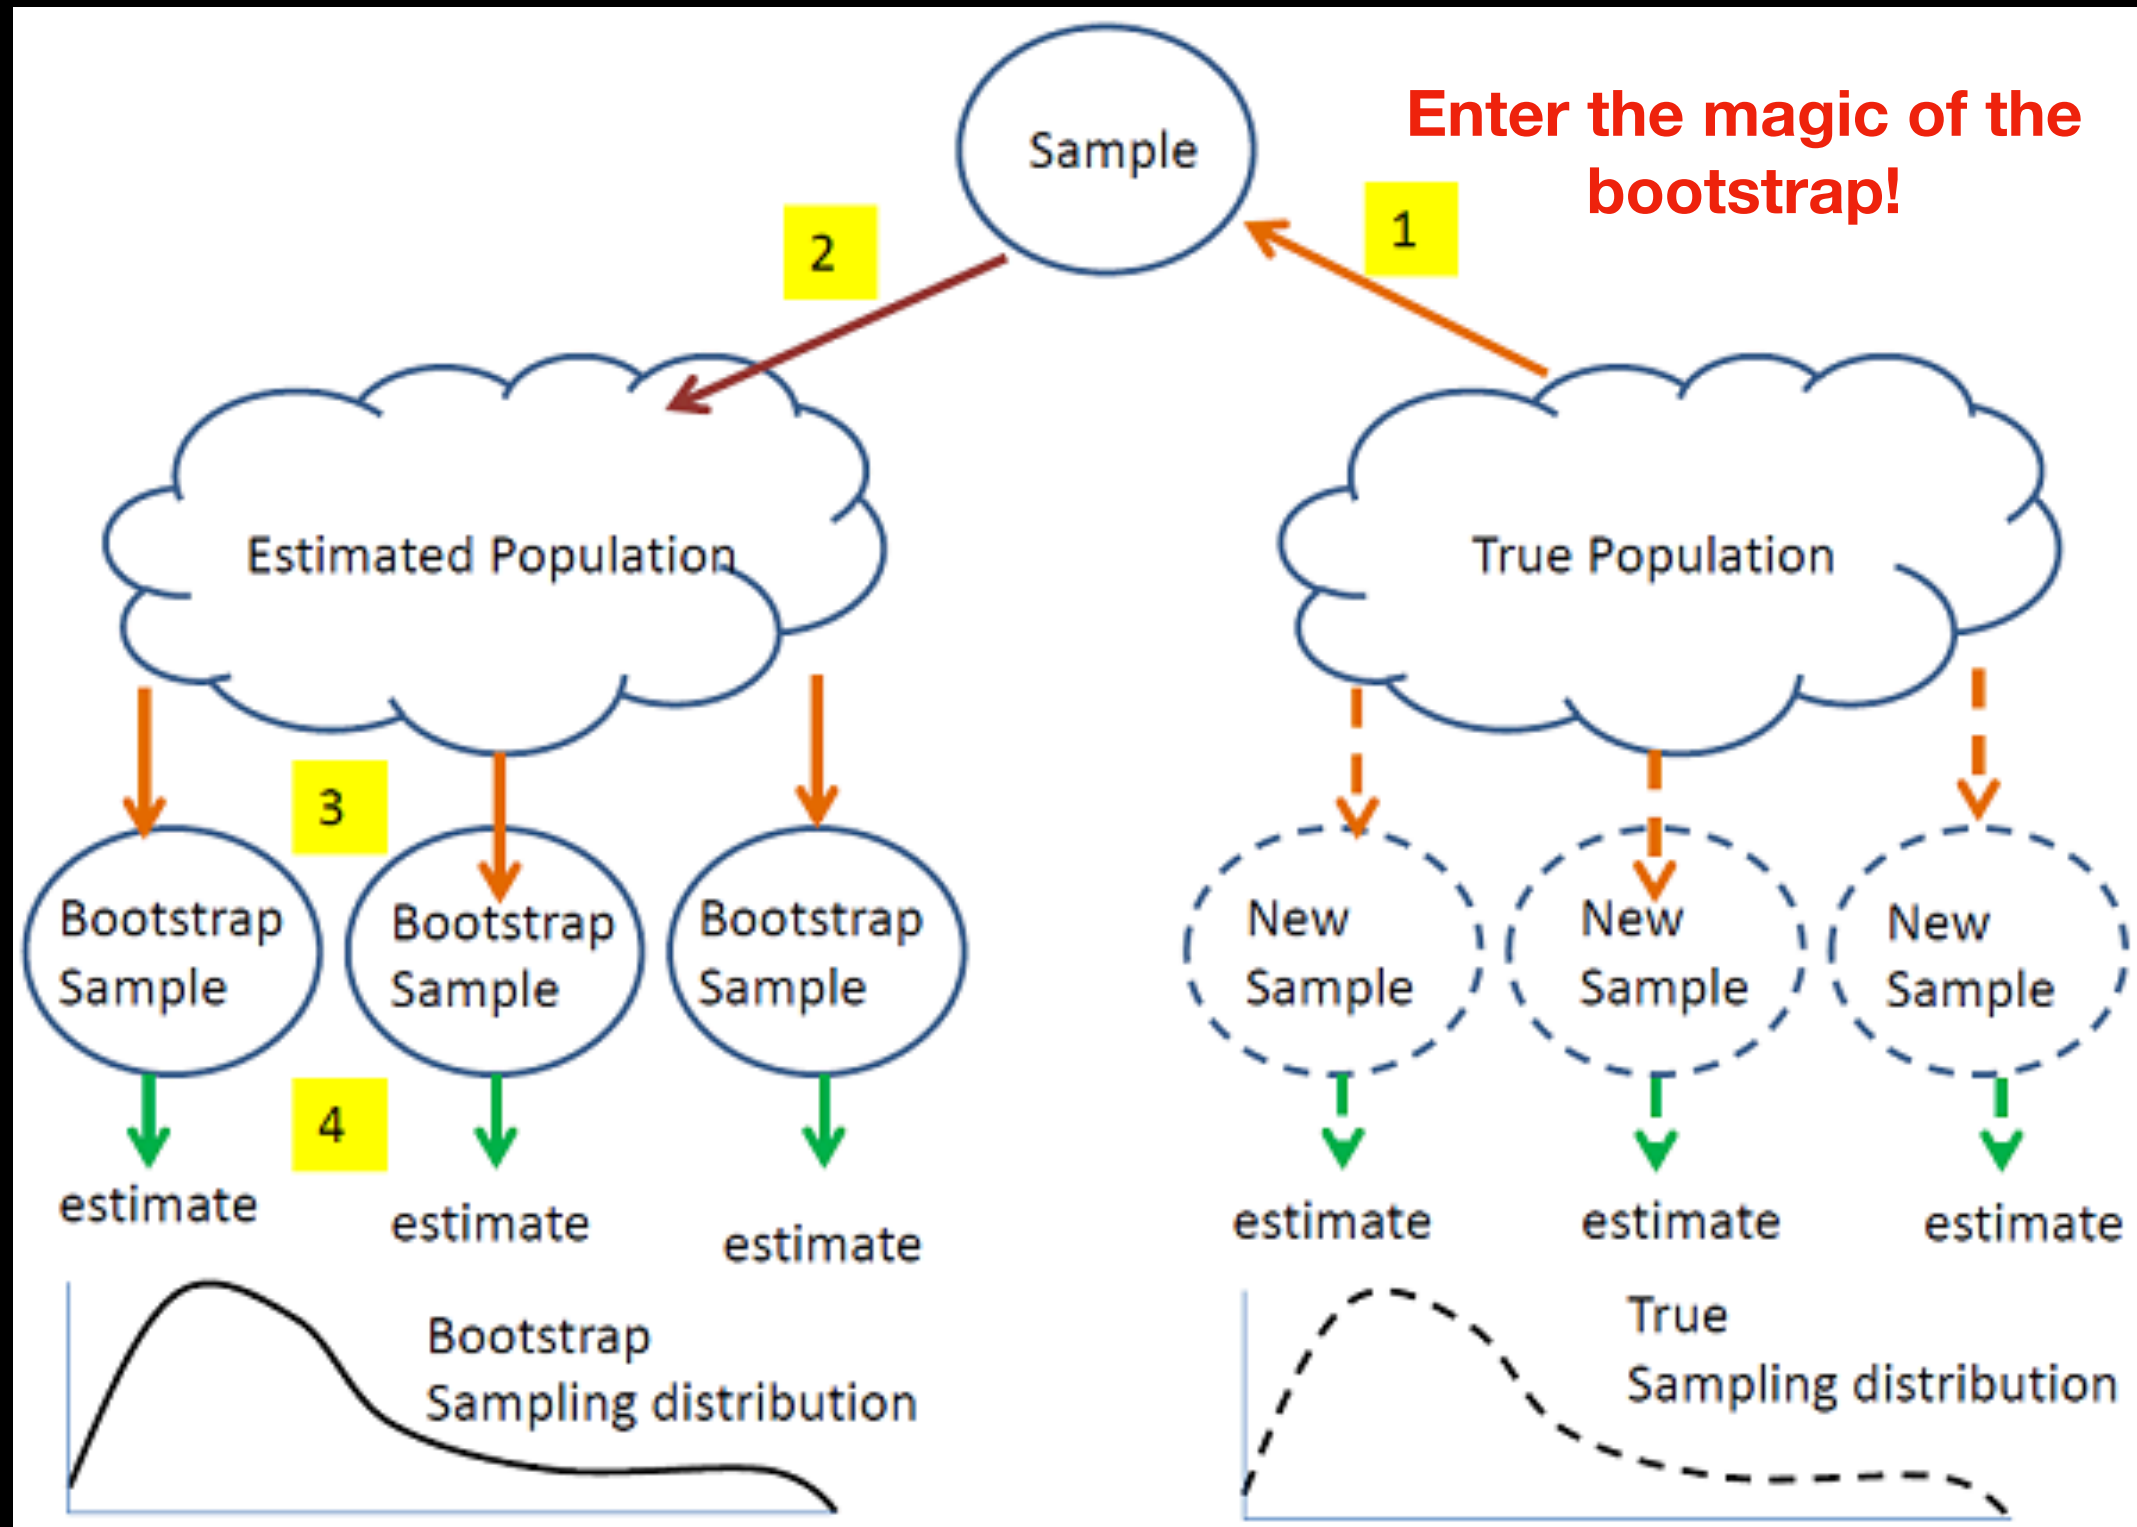 Sample
Enter the magic of the
bootstrap!
1
2
Estimated Population
True Population
3
Bootstrap
Sample
Bootstrap
Sample
Bootstrap
Sample
New
Sample
New
Sample
New
Sample
4
estimate
estimate
estimate
estimate
estimate
estimate
Bootstrap
Sampling distribution
True
Sampling distribution